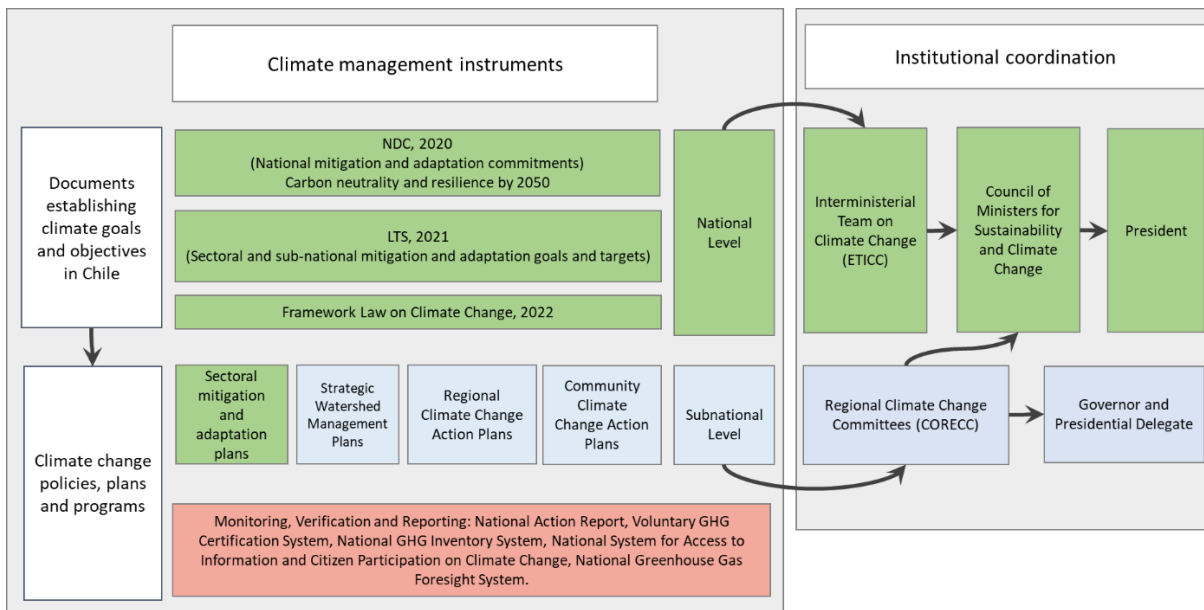 Climate management instruments
Institutional coordination
Documents
establishing
climate goals
and objectives
in Chile
NDC, 2020
(National mitigation and adaptation commitments)
Carbon neutrality and resilience by 2050
LTS, 2021
(Sectoral and sub-national mitigation and adaptation goals and targets)
Framework Law on Climate Change, 2022
National
Level
Interministerial
Team on
Climate Change
(ETICC)
Council of
Ministers for
Sustainability
and Climate
Change
President
Climate change
policies, plans
and programs
Sectoral
mitigation
and
adaptation
plans
Strategic
Watershed
Management
Plans
Regional
Climate Change
Action Plans
Community
Climate
Change Action
Plans
Subnational
Level
Regional Climate Change
Committees (CORECC)
Governor and
Presidential Delegate
Monitoring, Verification and Reporting: National Action Report, Voluntary GHG
Certification System, National GHG Inventory System, National System for Access to
Information and Citizen Participation on Climate Change, National Greenhouse Gas
Foresight System.